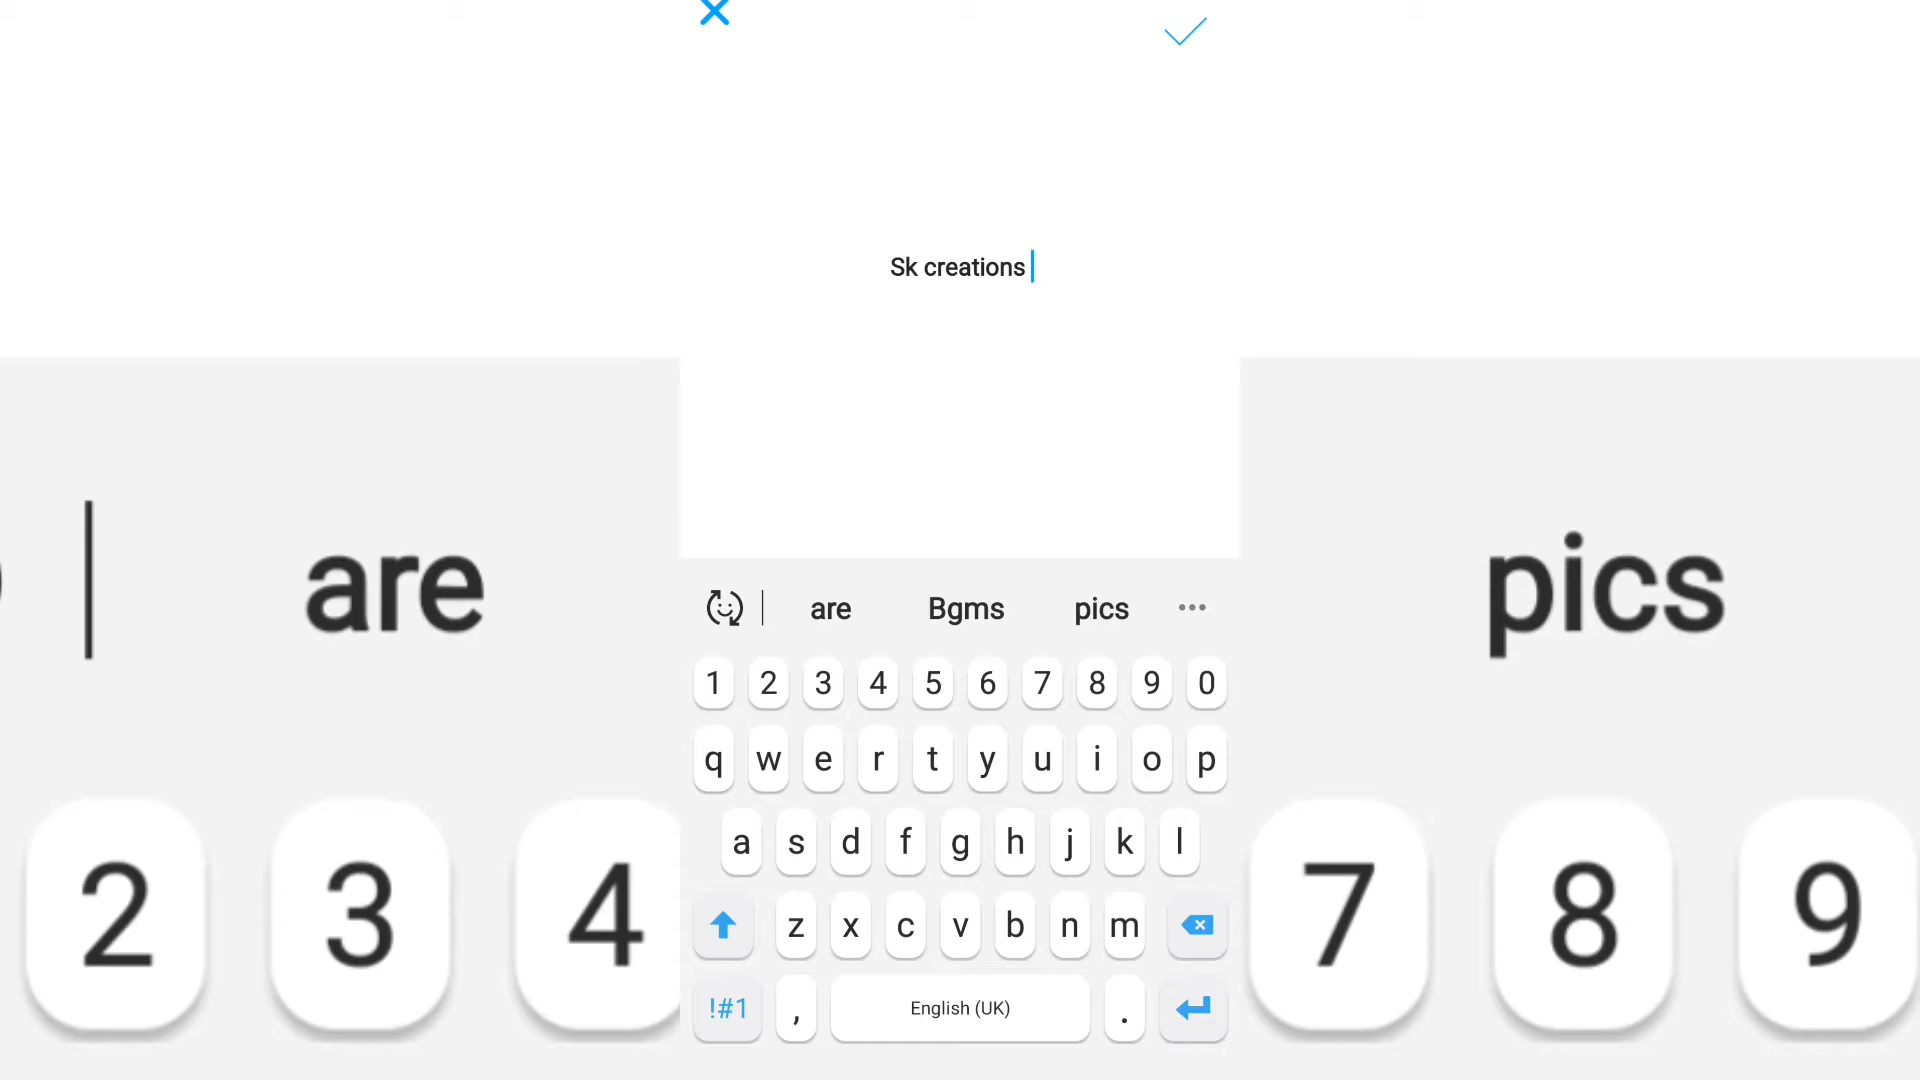 Sk creations
are Bgms pics
1 2 3 4 5 6 7 8 9 0
q w e r t y u i o p
a s d f g h j k l
z x c v b n m
!#1 , English (UK) .
are
2 3 4
pics
7 8 9